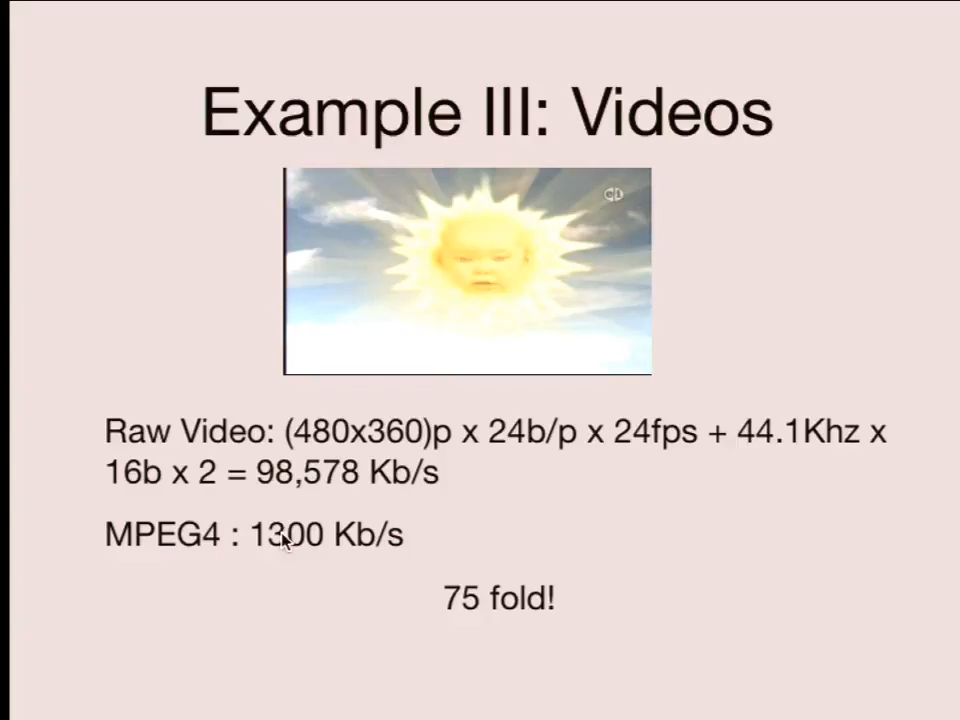 Example III: Videos
Raw Video: (480x360)p x 24b/p x 24fps + 44.1Khz x
16b x 2 = 98,578 Kb/s
MPEG4 : 1300 Kb/s
75 fold!